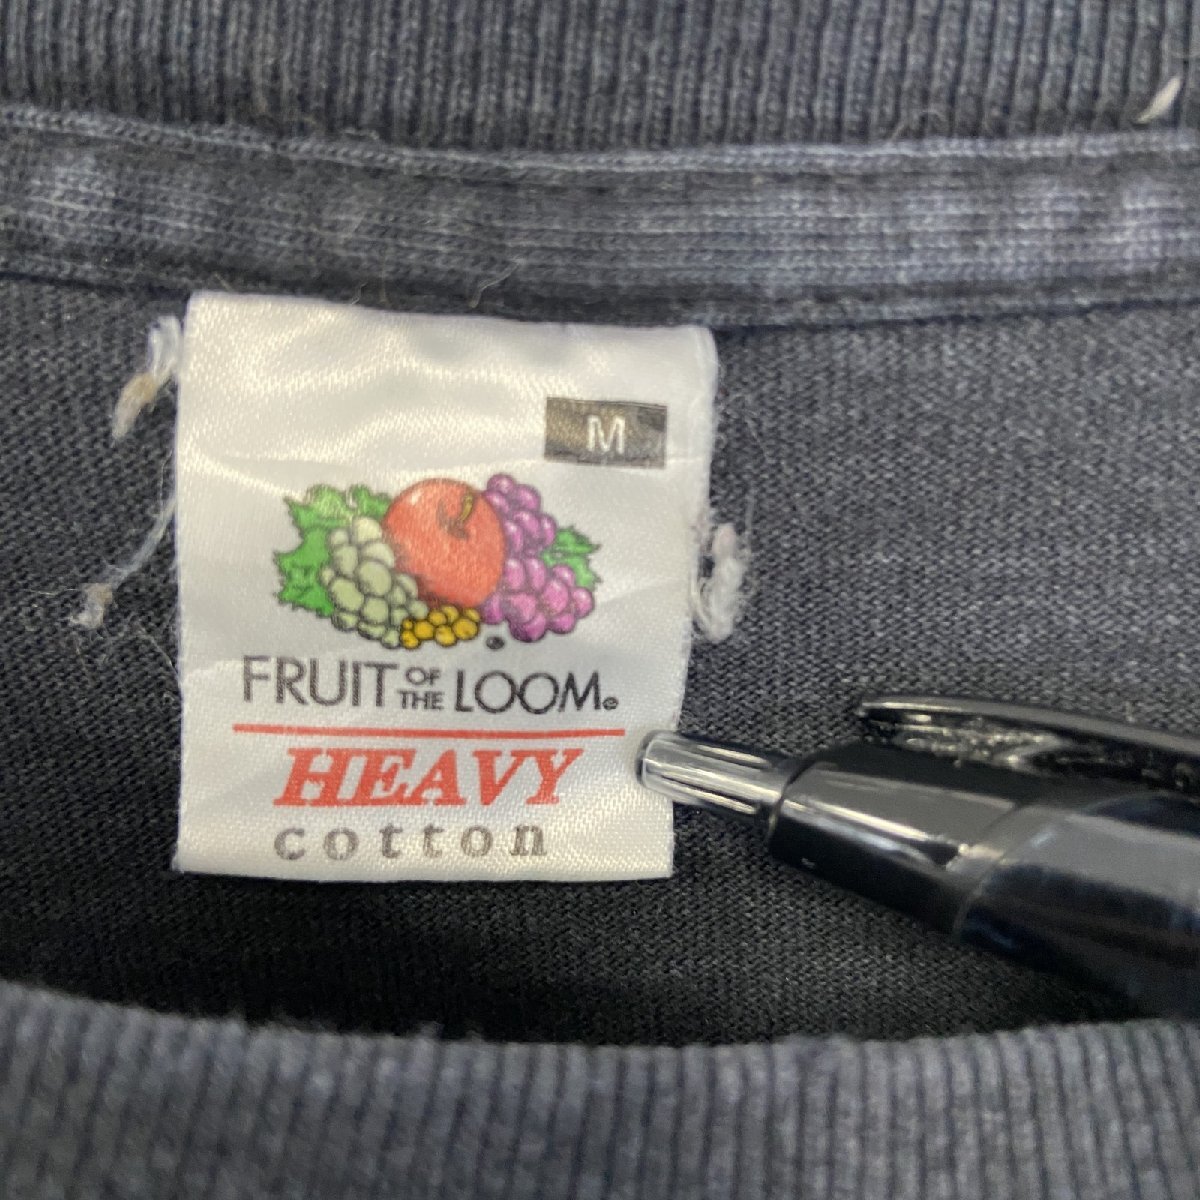 M
FRUIT OF THE LOOM®
HEAVY
cotton